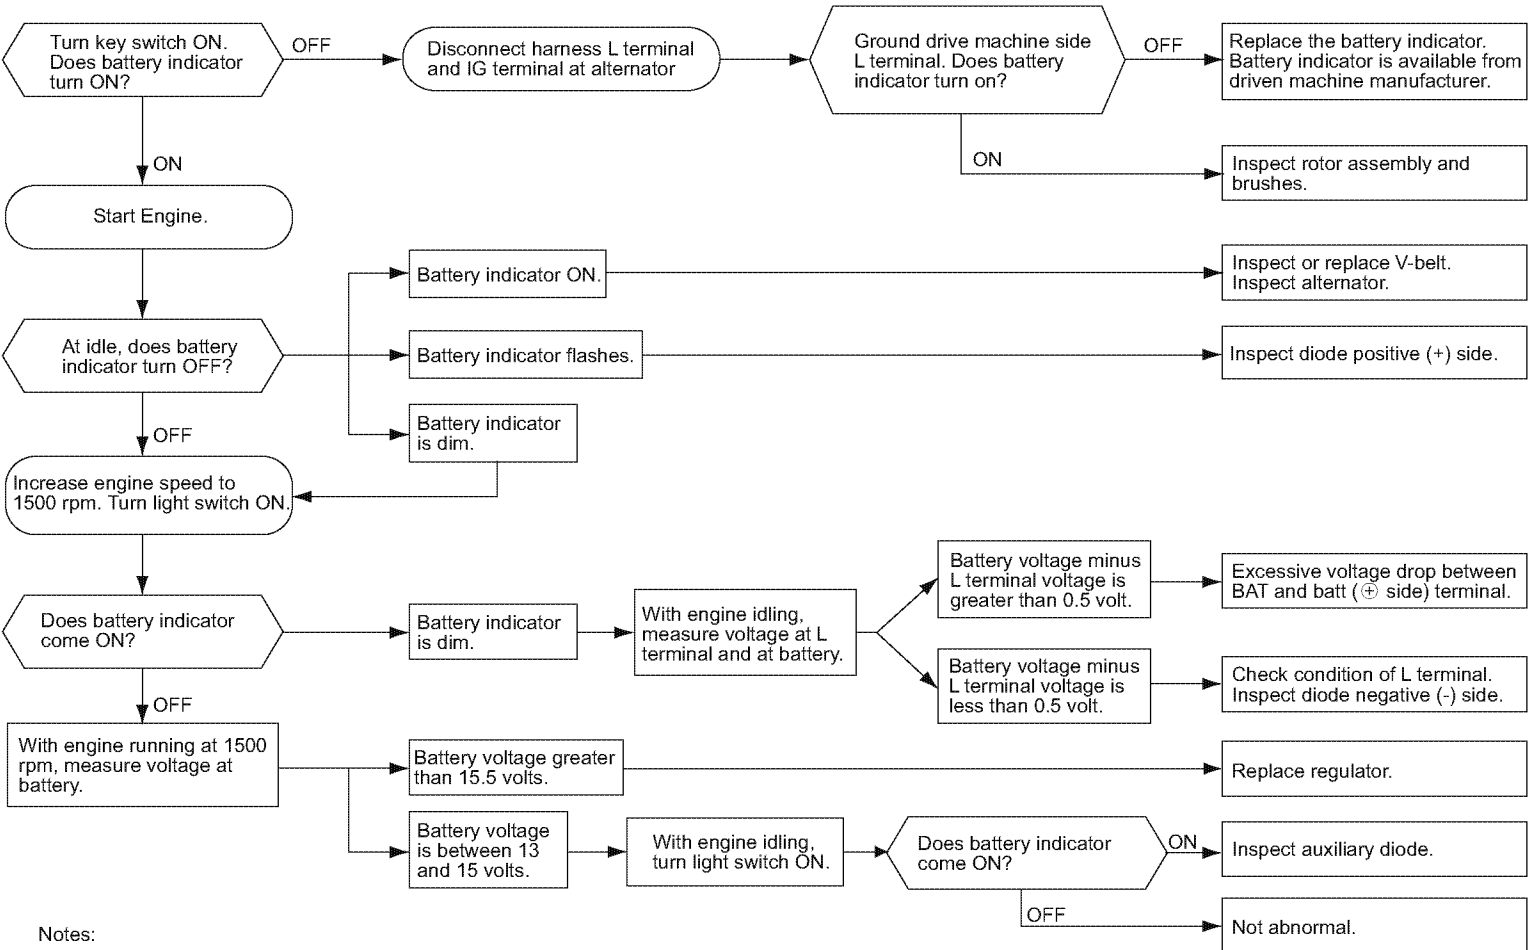 Turn key switch ON.
Does battery indicator
turn ON?
OFF
Disconnect harness L terminal
and IG terminal at alternator
Ground drive machine side
L terminal. Does battery
indicator turn on?
OFF
Replace the battery indicator.
Battery indicator is available from
driven machine manufacturer.
ON
ON
Inspect rotor assembly and
brushes.
Start Engine.
Battery indicator ON.
Inspect or replace V-belt.
Inspect alternator.
At idle, does battery
indicator turn OFF?
Battery indicator flashes.
Inspect diode positive (+) side.
Battery indicator
is dim.
OFF
Increase engine speed to
1500 rpm. Turn light switch ON.
Does battery indicator
come ON?
Battery indicator
is dim.
With engine idling,
measure voltage at L
terminal and at battery.
Battery voltage minus
L terminal voltage is
greater than 0.5 volt.
Excessive voltage drop between
BAT and batt (⊕ side) terminal.
Battery voltage minus
L terminal voltage is
less than 0.5 volt.
Check condition of L terminal.
Inspect diode negative (-) side.
OFF
With engine running at 1500
rpm, measure voltage at
battery.
Battery voltage greater
than 15.5 volts.
Replace regulator.
Battery voltage
is between 13
and 15 volts.
With engine idling,
turn light switch ON.
Does battery indicator
come ON?
ON
Inspect auxiliary diode.
OFF
Not abnormal.
Notes: